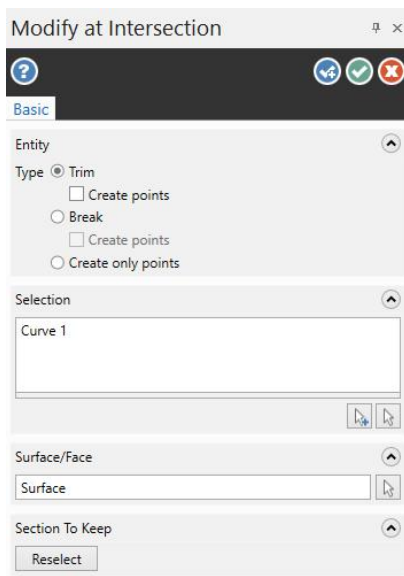 Modify at Intersection
Basic
Entity
Type Trim
Create points
Break
Create points
Create only points
Selection
Curve 1
Surface/Face
Surface
Section To Keep
Reselect